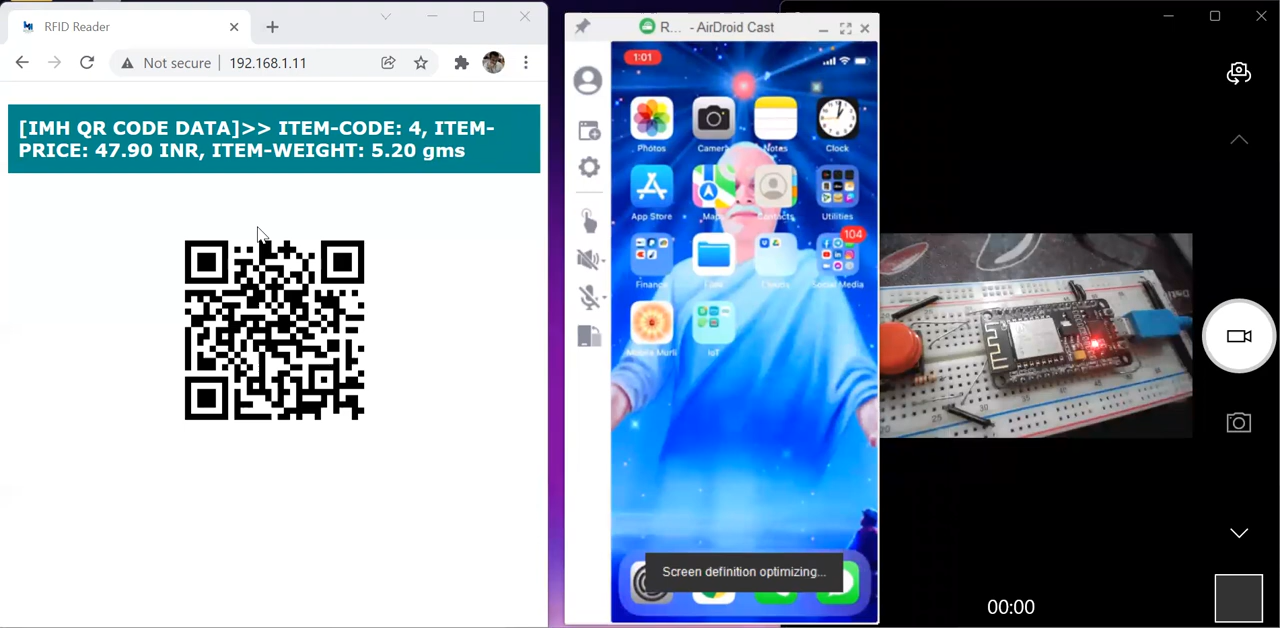 RFID Reader
Not secure
192.168.1.11
[IMH QR CODE DATA]>> ITEM-CODE: 4, ITEM-
PRICE: 47.90 INR, ITEM-WEIGHT: 5.20 gms
R... - AirDroid Cast
1:01
Photos
Camera
Notes
Clock
App Store
Maps
Contacts
Utilities
104
Finance
Files
Social Media
Mobile Murli
IoT
Screen definition optimizing...
00:00